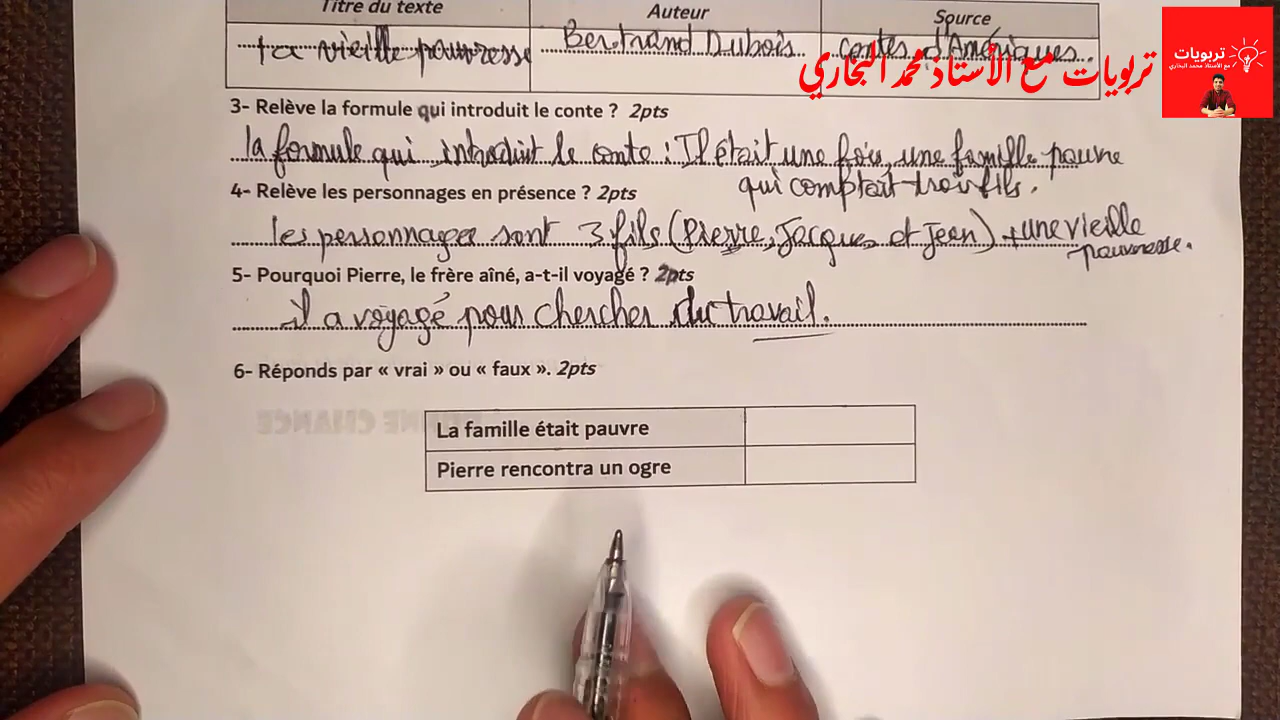 Titre du texte
Auteur
Source
la vieille pauvresse
Bertrand Dubois
contes d'Amériques.
تربويات مع الأستاذ محمد البخاري
تربويات
مع الأستاذ محمد البخاري
3- Relève la formule qui introduit le conte ? 2pts
la formule qui introduit le conte : Il était une fois, une famille pauvre
qui comptait trois fils.
4- Relève les personnages en présence ? 2pts
les personnages sont 3 fils (Pierre, Jacques et Jean) + une vieille
pauvresse.
5- Pourquoi Pierre, le frère aîné, a-t-il voyagé ? 2pts
il a voyagé pour chercher du travail.
6- Réponds par « vrai » ou « faux ». 2pts
La famille était pauvre
Pierre rencontra un ogre